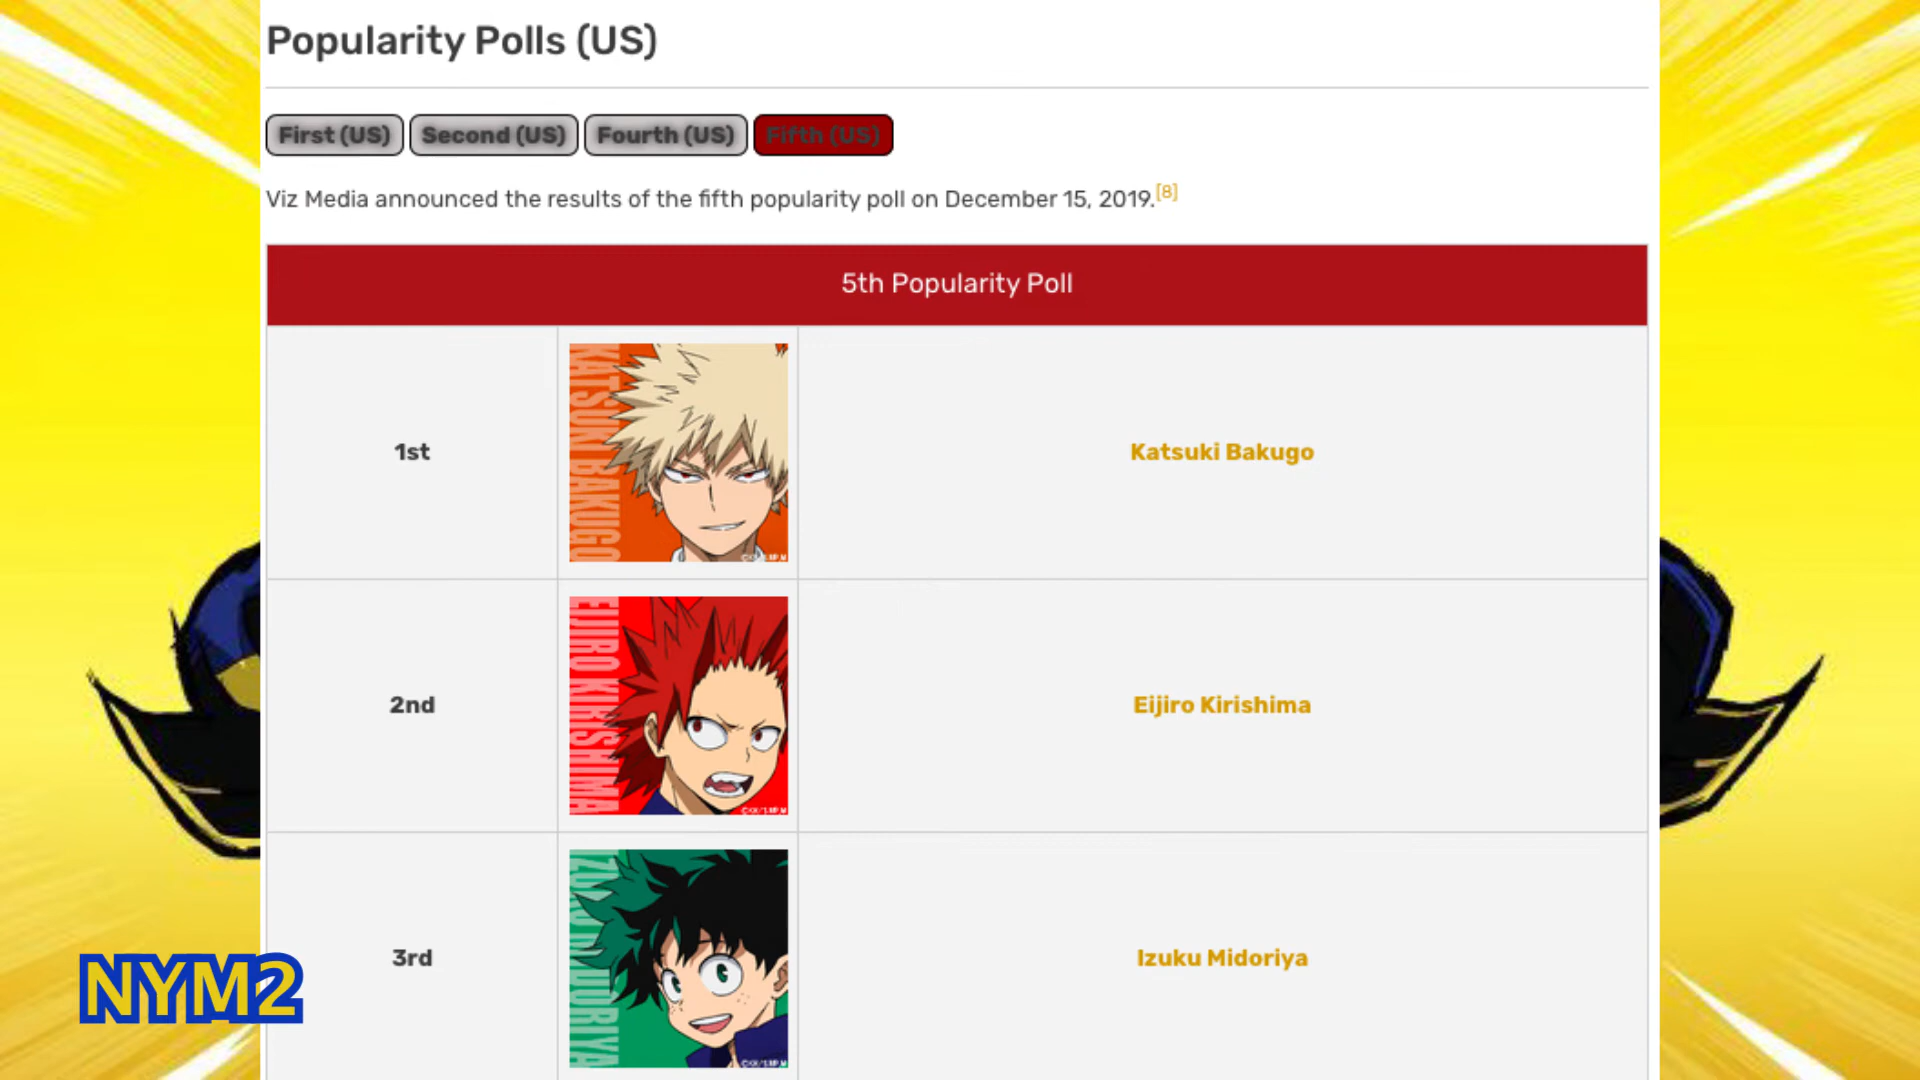 Popularity Polls (US)
First (US) Second (US) Fourth (US) Fifth (US)
Viz Media announced the results of the fifth popularity poll on December 15, 2019.[8]
5th Popularity Poll
1st
KATSUKI BAKUGO
Katsuki Bakugo
2nd
EIJIRO KIRISHIMA
Eijiro Kirishima
3rd
IZUKU MIDORIYA
Izuku Midoriya
NYM2